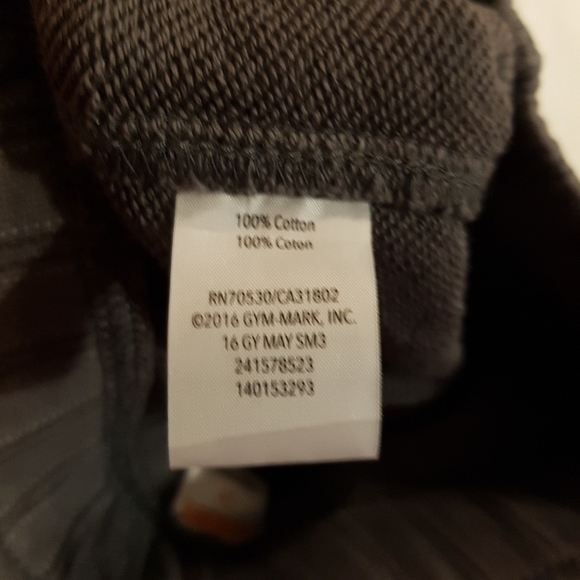 100% Cotton
100% Coton
RN70530/CA31802
©2016 GYM-MARK, INC.
16 GY MAY SM3
241578523
140153293